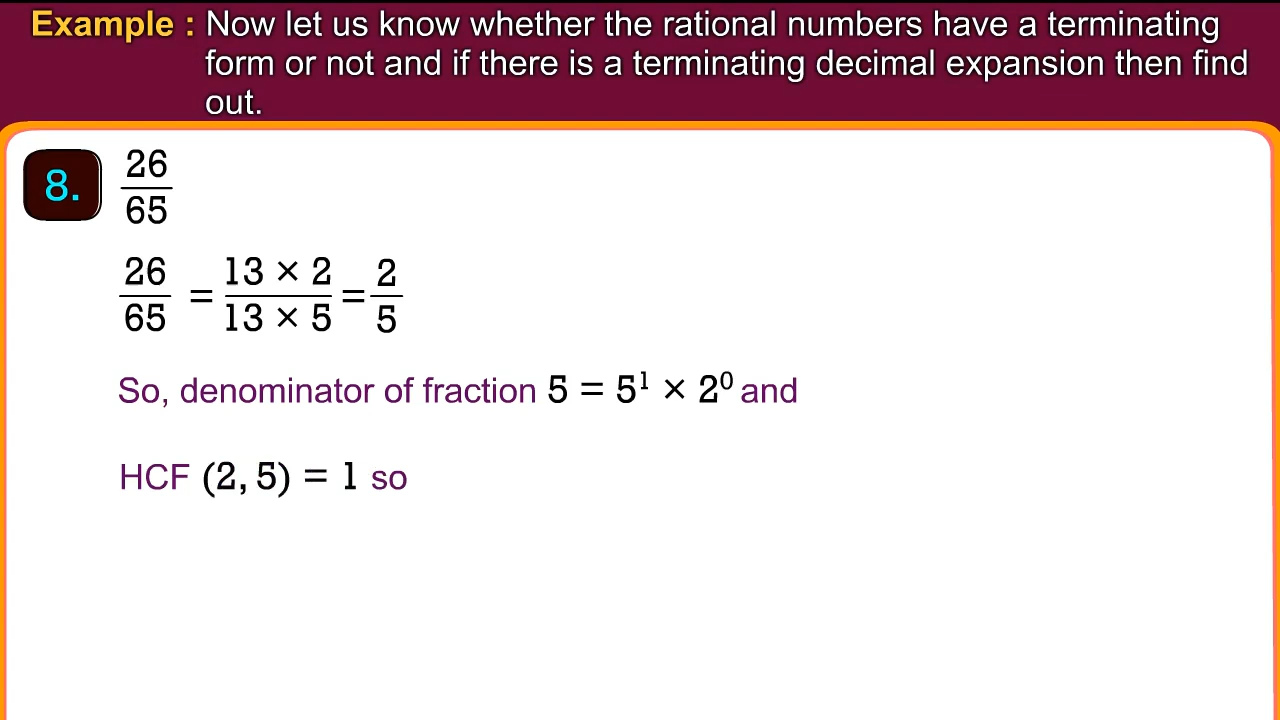 Example : Now let us know whether the rational numbers have a terminating
form or not and if there is a terminating decimal expansion then find
out.
8. 26/65
26/65 = 13 × 2/13 × 5 = 2/5
So, denominator of fraction 5 = 5¹ × 2⁰ and
HCF (2, 5) = 1 so